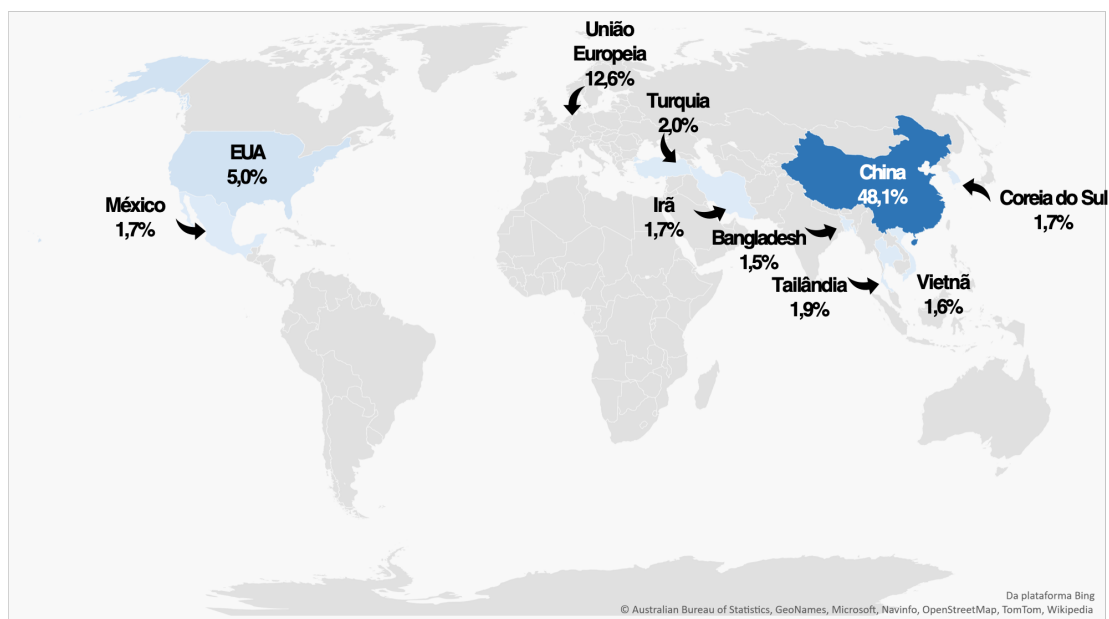 União
Europeia
12,6%
Turquia
2,0%
EUA
5,0%
China
48,1%
México
1,7%
Irã
1,7%
Coreia do Sul
1,7%
Bangladesh
1,5%
Tailândia
1,9%
Vietnã
1,6%
Da plataforma Bing
© Australian Bureau of Statistics, GeoNames, Microsoft, Navinfo, OpenStreetMap, TomTom, Wikipedia